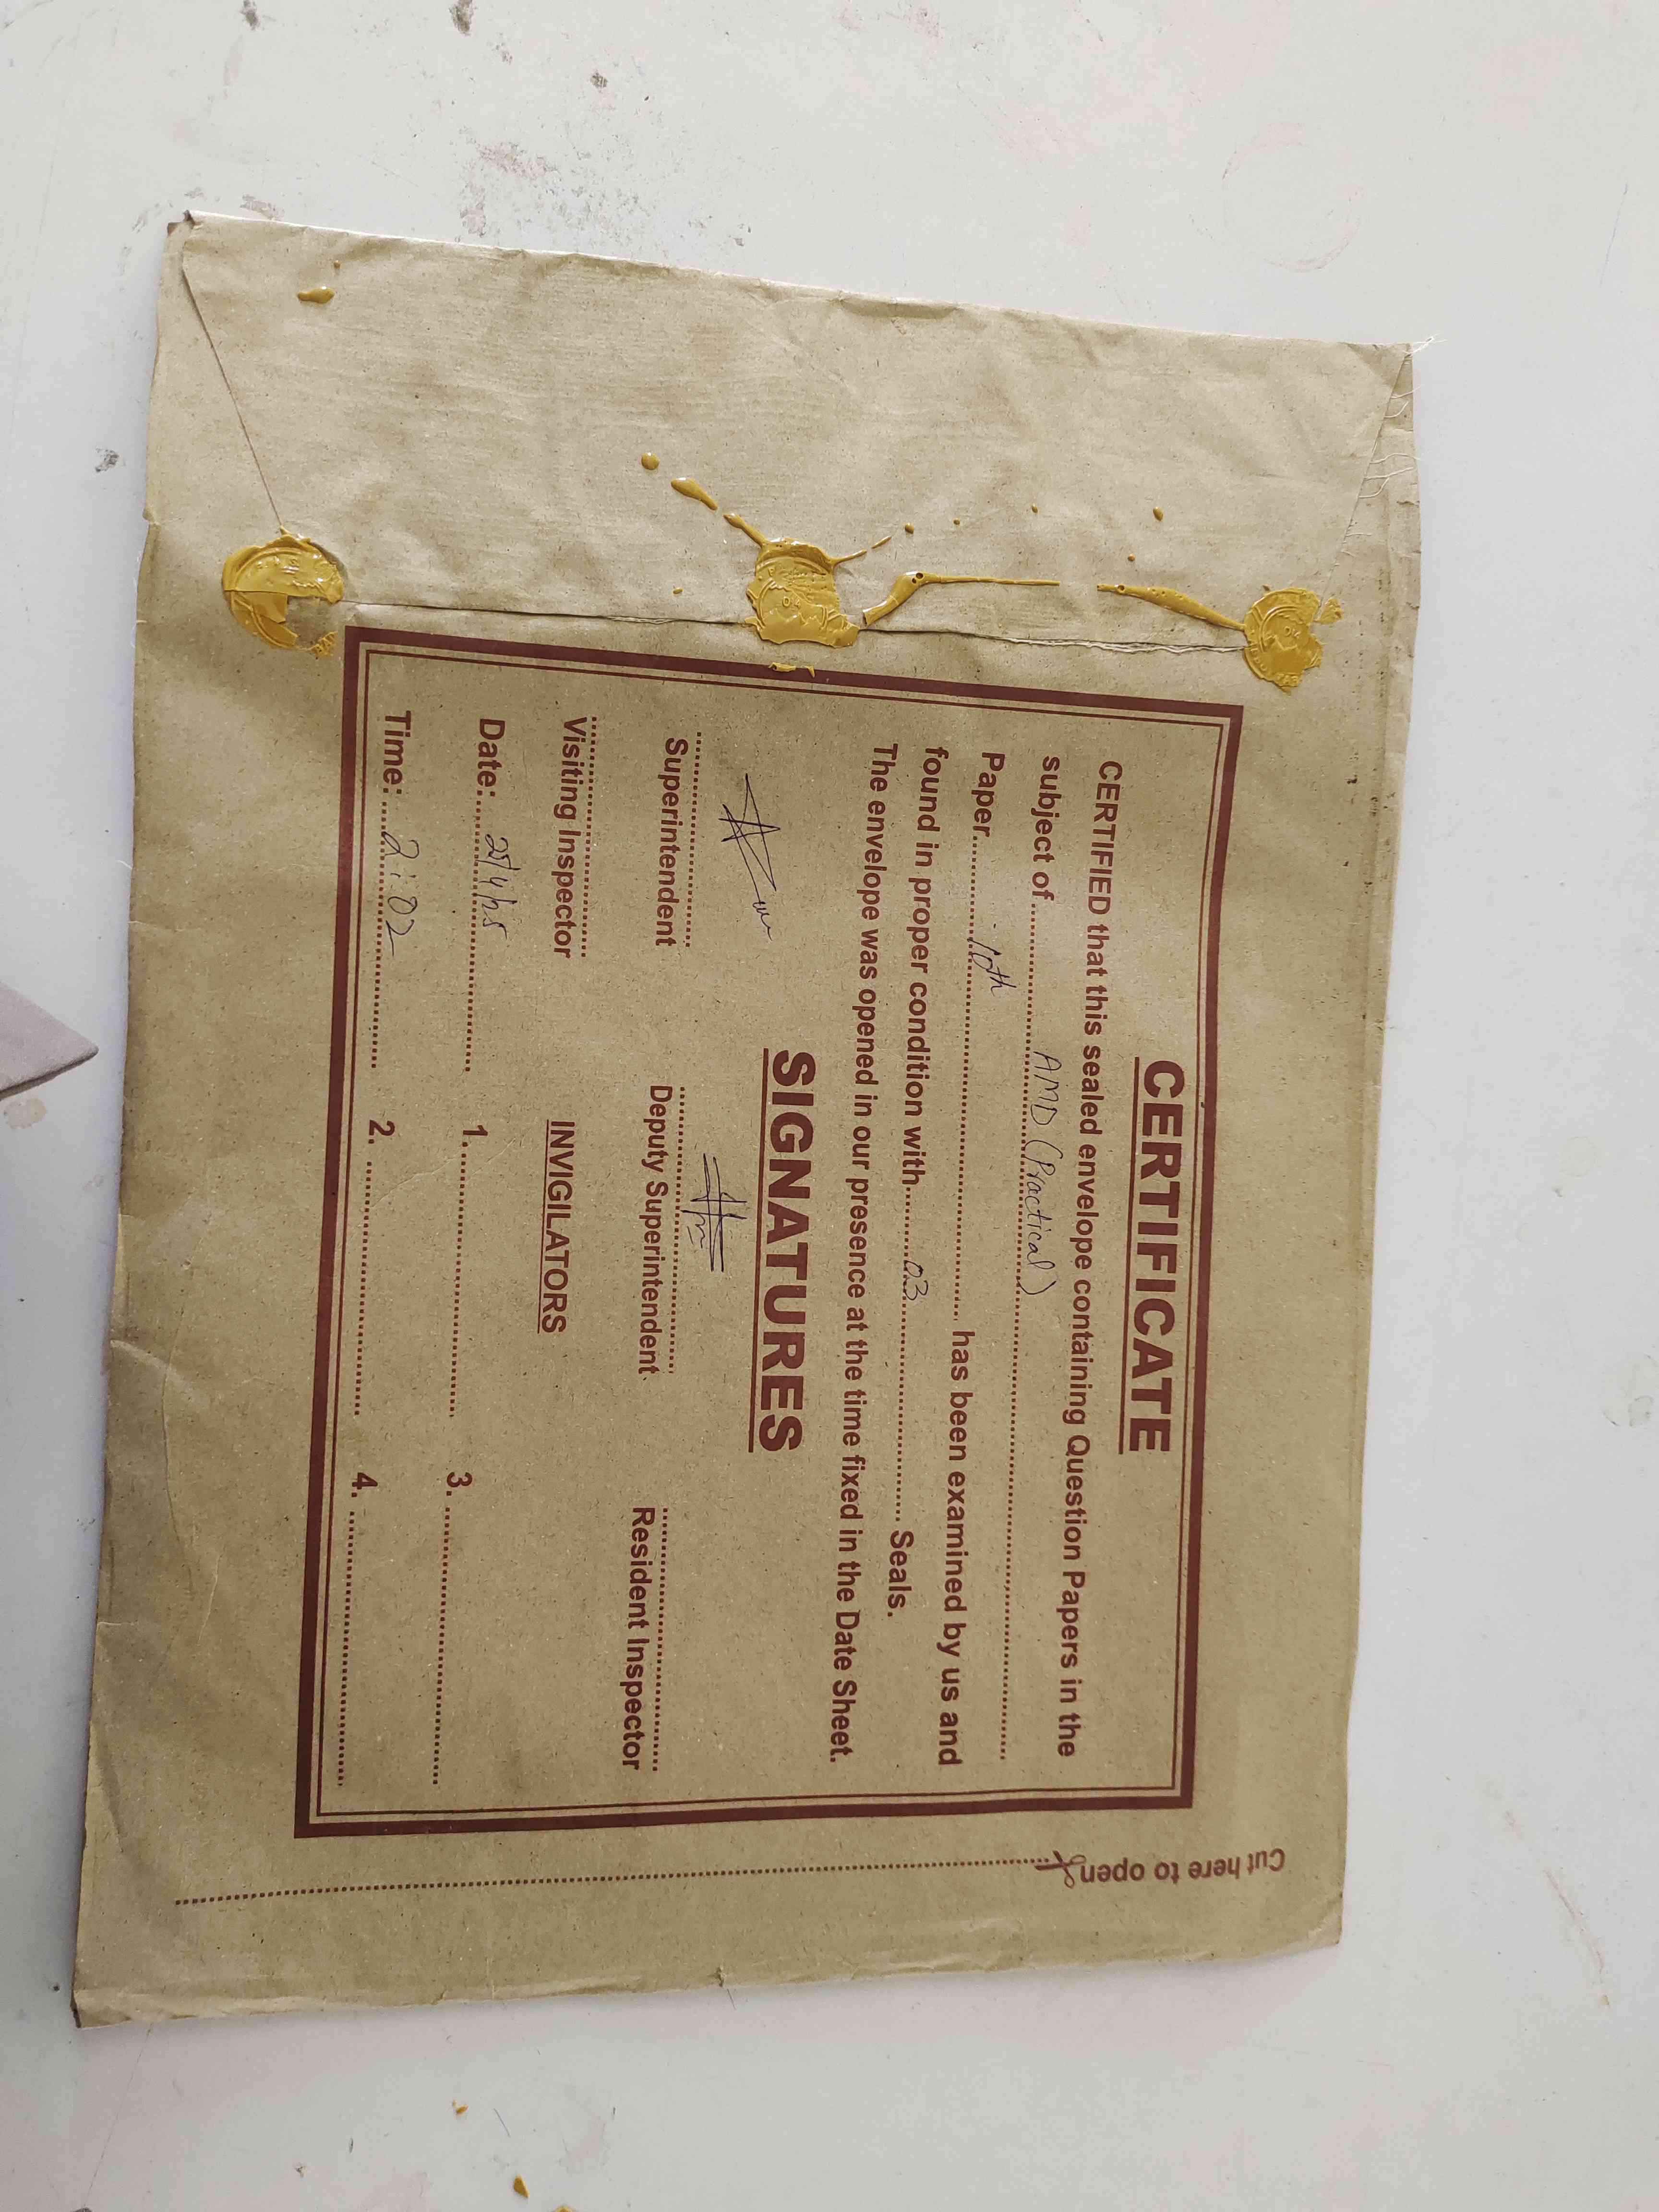 CERTIFICATE
CERTIFIED that this sealed envelope containing Question Papers in the
subject of.......... AMD (Practical) ..........
Paper.......... 10th .......... has been examined by us and
found in proper condition with.......... 03 .......... Seals.
The envelope was opened in our presence at the time fixed in the Date Sheet.
SIGNATURES
Superintendent Deputy Superintendent Resident Inspector
Visiting Inspector INVIGILATORS
Date: .......... 1. .......... 3. ..........
Time: .......... 2:02 .......... 2. .......... 4. ..........
Cut here to open